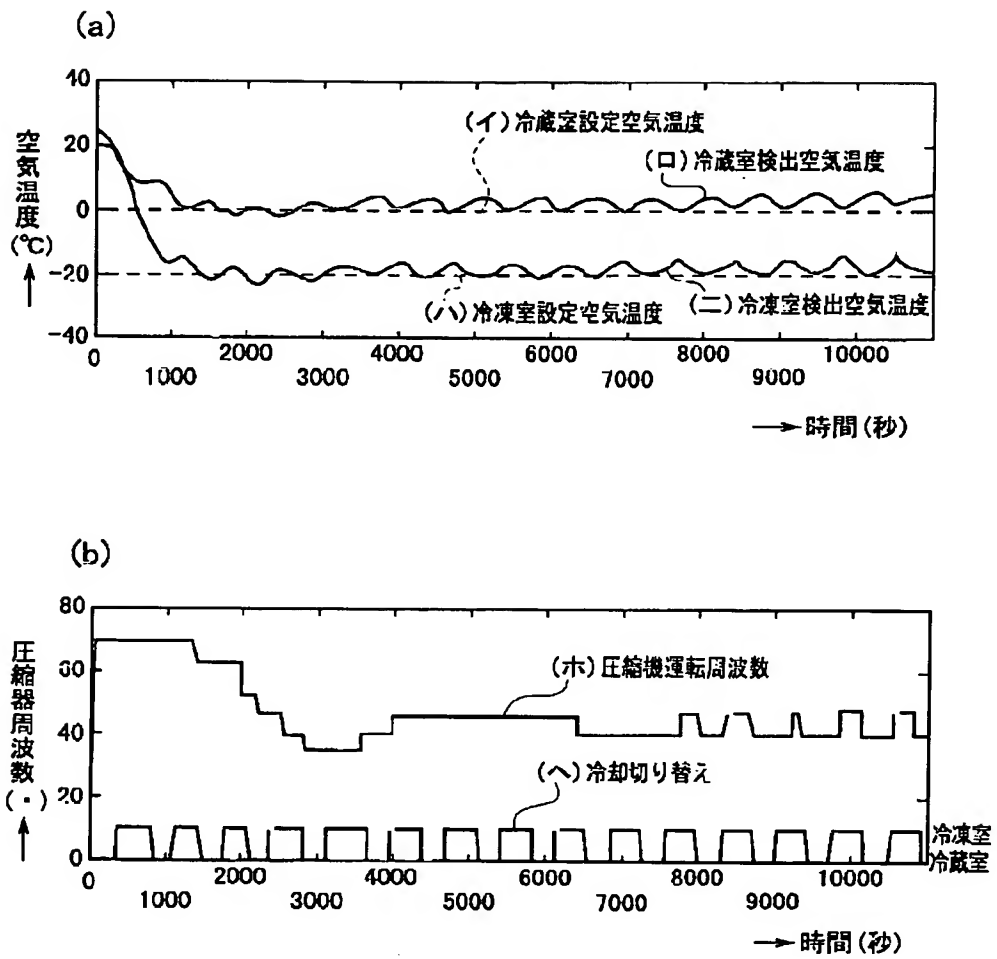 (a)
40
20
0
-20
-40
空気温度
(℃)
(イ)冷蔵室設定空気温度
(ロ)冷蔵室検出空気温度
(ハ)冷凍室設定空気温度
(ニ)冷凍室検出空気温度
0 2000 4000 6000 8000 10000
1000 3000 5000 7000 9000
→時間(秒)
(b)
80
60
40
20
0
圧縮器周波数
(・)
(ホ)圧縮機運転周波数
(ヘ)冷却切り替え
冷凍室
冷蔵室
0 2000 4000 6000 8000 10000
1000 3000 5000 7000 9000
→時間(秒)